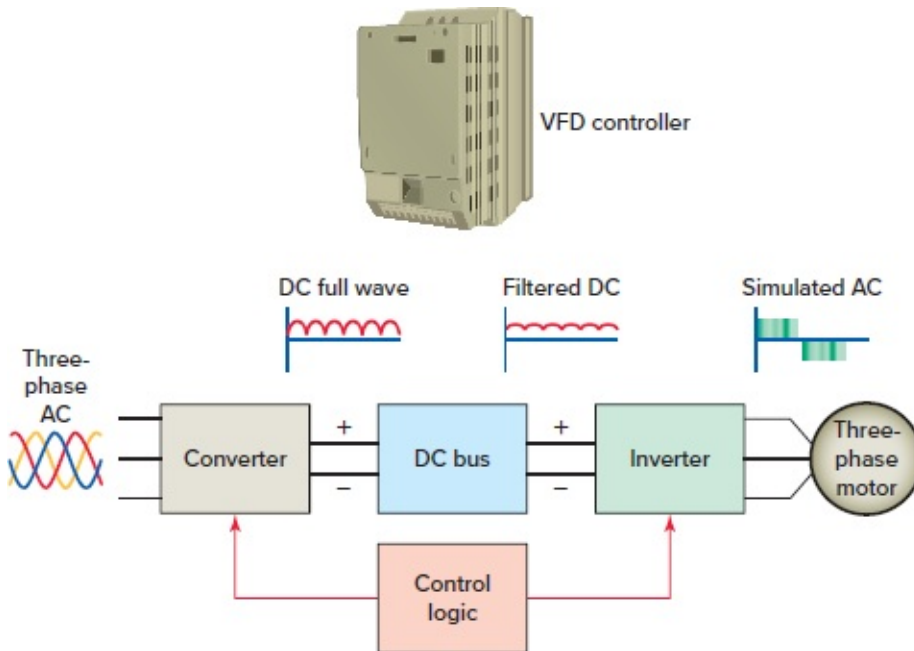 VFD controller
DC full wave
Filtered DC
Simulated AC
Three-
phase
AC
Converter
+
−
DC bus
+
−
Inverter
Three-
phase
motor
Control
logic